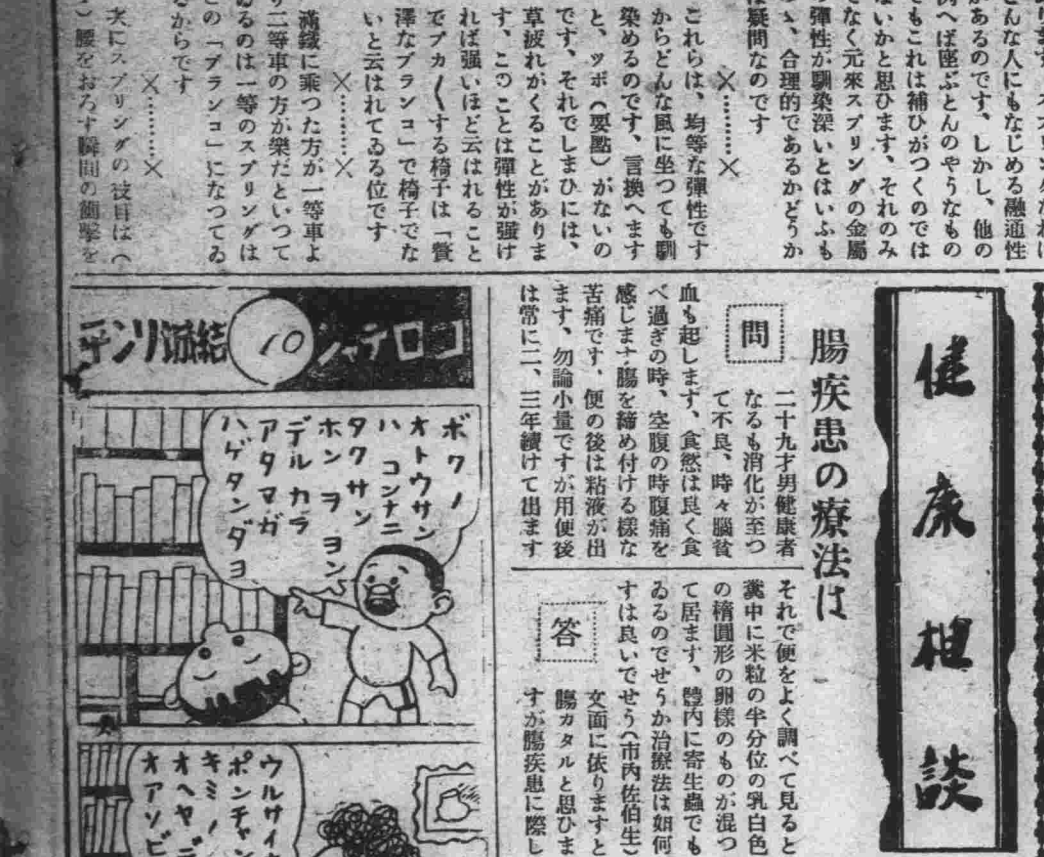 んな人にもなじめる融通性
があるのです、しかし、他の
例へば座ぶとんのやうなもの
でもこれは補ひがつくのでは
ないかと思ひます、それのみ
でなく元來スプリングの金屬
の彈性が馴染深いとはいふも
のゝ、合理的であるかどうか
は疑問なのです
×………×
これらは、均等な彈性です
からどんな風に坐つても馴
染めるのです、言換へます
と、ツボ(要點)がないの
です、それでしまひには、
草疲れがくることがありま
す、このことは彈性が强け
れば强いほど云はれること
でプカ〱する椅子は「贅
澤なブランコ」で椅子でな
いと云はれてゐる位です
×………×
滿鐵に乘つた方が一等車よ
り二等車の方が樂だといつて
ゐるのは一等のスプリングは
この「ブランコ」になつてゐ
るからです
×………×
次にスプリングの役目は(
腰をおろす瞬間の衝擊を
健康相談
腸疾患の療法は
問
二十九才男健康者
なるも消化が至つ
て不良、時々腦貧
血も起します、食慾は良く食
べ過ぎの時、空腹の時腹痛を
感じます腸を締め付ける樣な
苦痛です、便の後は粘液が出
ます、勿論小量ですが用便後
は常に二、三年續けて出ます
それで便をよく調べて見ると
糞中に米粒の半分位の乳白色
の楕圓形の卵樣のものが混つ
て居ます、體内に寄生蟲でも
ゐるのでせうか治療法は如何
すは良いでせう(市内佐伯生)
答
文面に依りますと
腸カタルと思ひま
すが腸疾患に際し
コロテャシ
10
結城リンテ
ボクノ
オトウサン
ハ コンナニ
タクサン
ホン ヲ ヨン
デル カラ
アタマガ
ハゲタンダヨ
ウルサイ
ポンチャン
キミノ
オヘヤデ
オアソビ